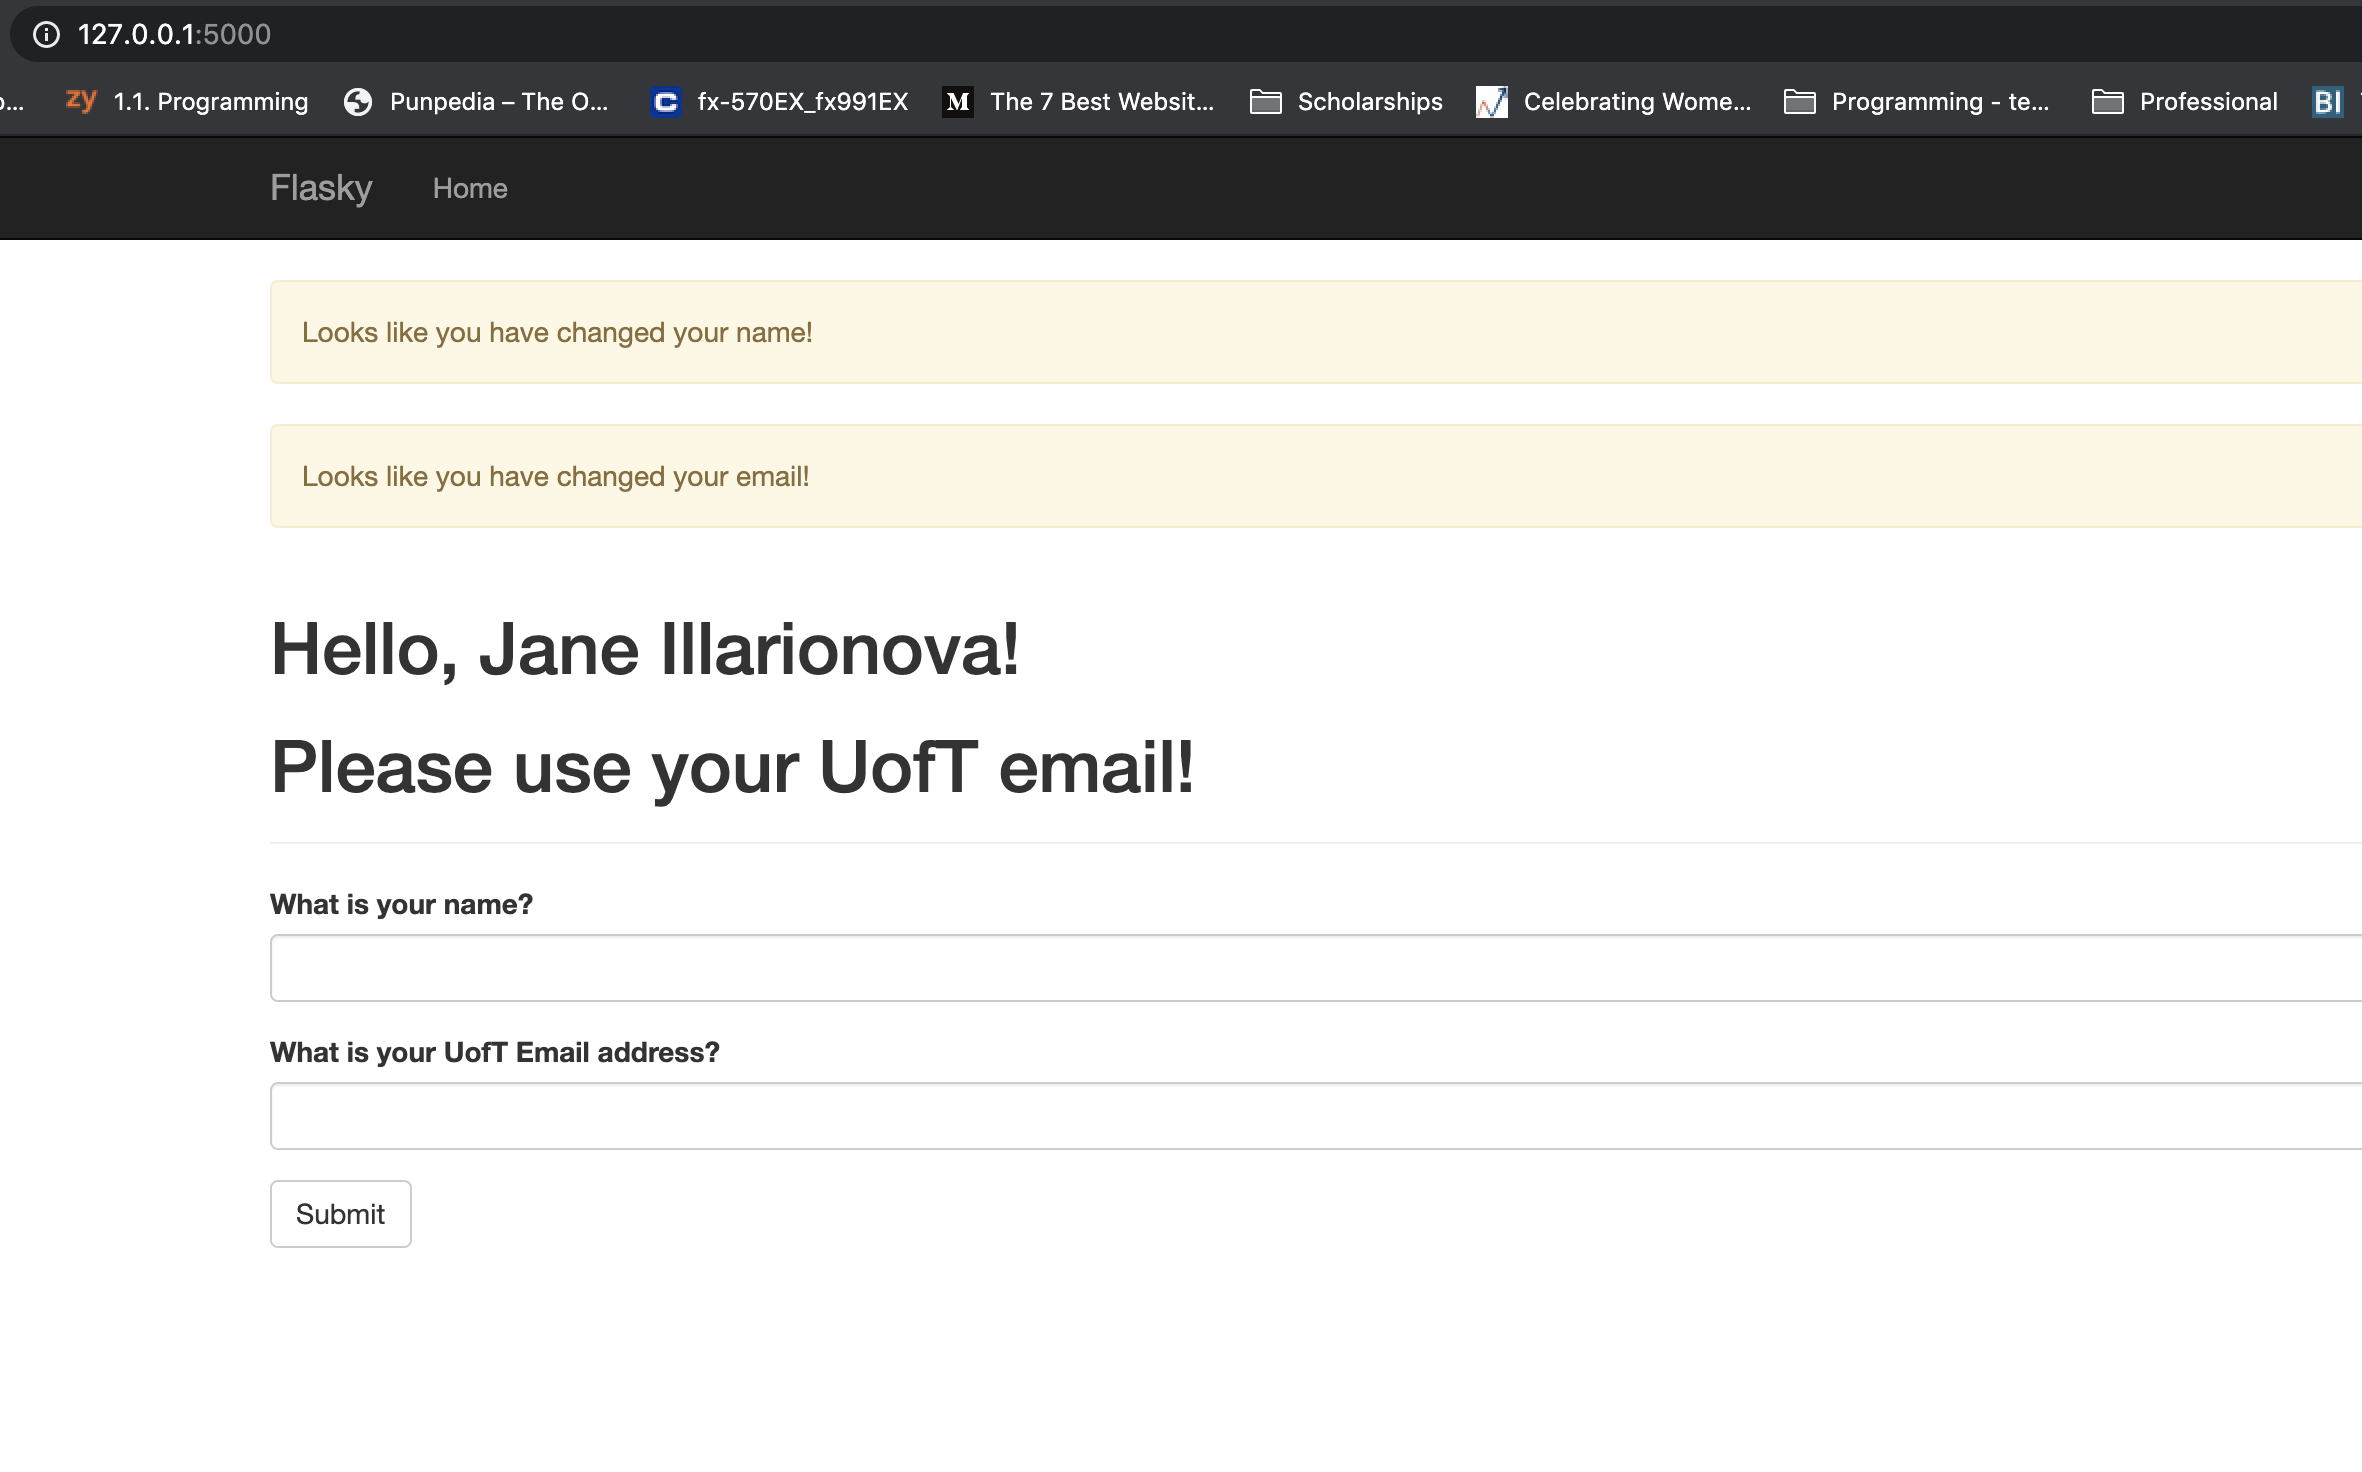 127.0.0.1:5000
o... zy 1.1. Programming Punpedia – The O... C fx-570EX_fx991EX M The 7 Best Websit... Scholarships Celebrating Wome... Programming - te... Professional BI
Flasky Home
Looks like you have changed your name!
Looks like you have changed your email!
Hello, Jane Illarionova!
Please use your UofT email!
What is your name?
What is your UofT Email address?
Submit